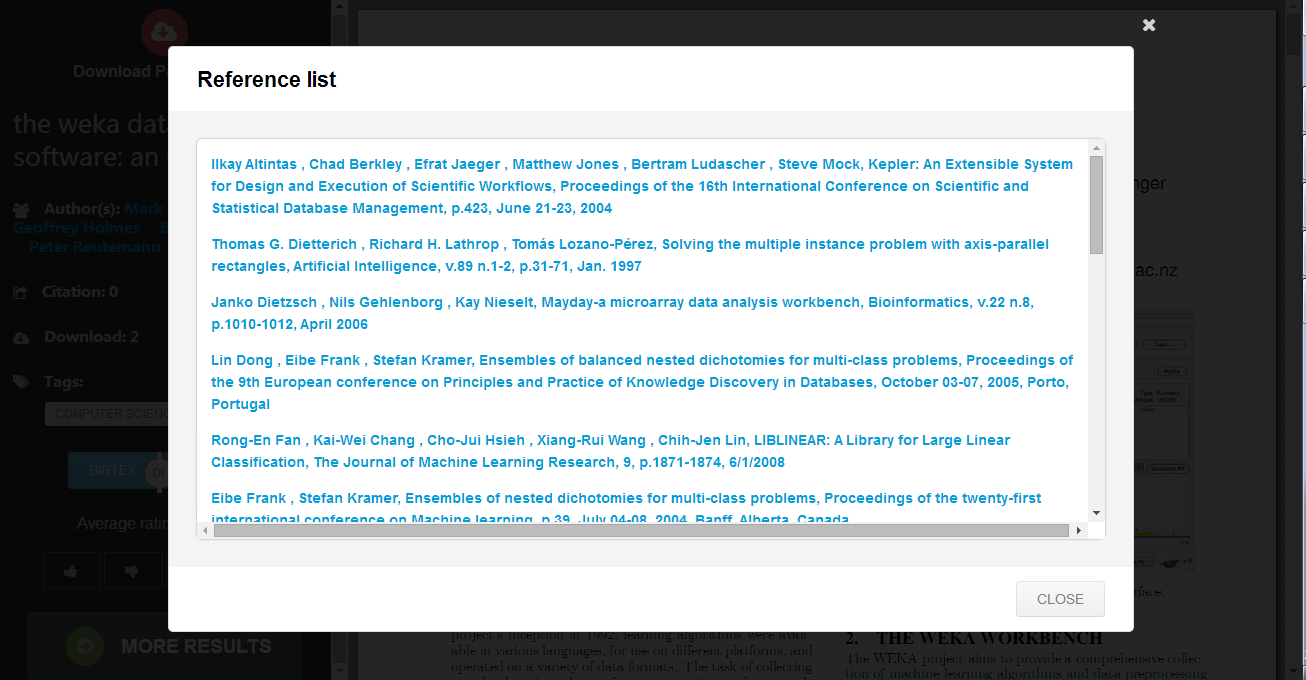 Download Pa
the weka dat
software: an
Author(s): Mark
Geoffrey Holmes
Peter Reutemann
Citation: 0
Download: 2
Tags:
COMPUTER SCIENC
BIBTEX or
Average ratin
MORE RESULTS
Reference list
Ilkay Altintas , Chad Berkley , Efrat Jaeger , Matthew Jones , Bertram Ludascher , Steve Mock, Kepler: An Extensible System
for Design and Execution of Scientific Workflows, Proceedings of the 16th International Conference on Scientific and
Statistical Database Management, p.423, June 21-23, 2004
Thomas G. Dietterich , Richard H. Lathrop , Tomás Lozano-Pérez, Solving the multiple instance problem with axis-parallel
rectangles, Artificial Intelligence, v.89 n.1-2, p.31-71, Jan. 1997
Janko Dietzsch , Nils Gehlenborg , Kay Nieselt, Mayday-a microarray data analysis workbench, Bioinformatics, v.22 n.8,
p.1010-1012, April 2006
Lin Dong , Eibe Frank , Stefan Kramer, Ensembles of balanced nested dichotomies for multi-class problems, Proceedings of
the 9th European conference on Principles and Practice of Knowledge Discovery in Databases, October 03-07, 2005, Porto,
Portugal
Rong-En Fan , Kai-Wei Chang , Cho-Jui Hsieh , Xiang-Rui Wang , Chih-Jen Lin, LIBLINEAR: A Library for Large Linear
Classification, The Journal of Machine Learning Research, 9, p.1871-1874, 6/1/2008
Eibe Frank , Stefan Kramer, Ensembles of nested dichotomies for multi-class problems, Proceedings of the twenty-first
international conference on Machine learning, p.39, July 04-08, 2004, Banff, Alberta, Canada
CLOSE
nger
ac.nz
Save...
Apply
Visualize All
rface.
project's inception in 1992, learning algorithms were avail
able in various languages, for use on different platforms, and
operated on a variety of data formats. The task of collecting
2. THE WEKA WORKBENCH
The WEKA project aims to provide a comprehensive collec
tion of machine learning algorithms and data preprocessing